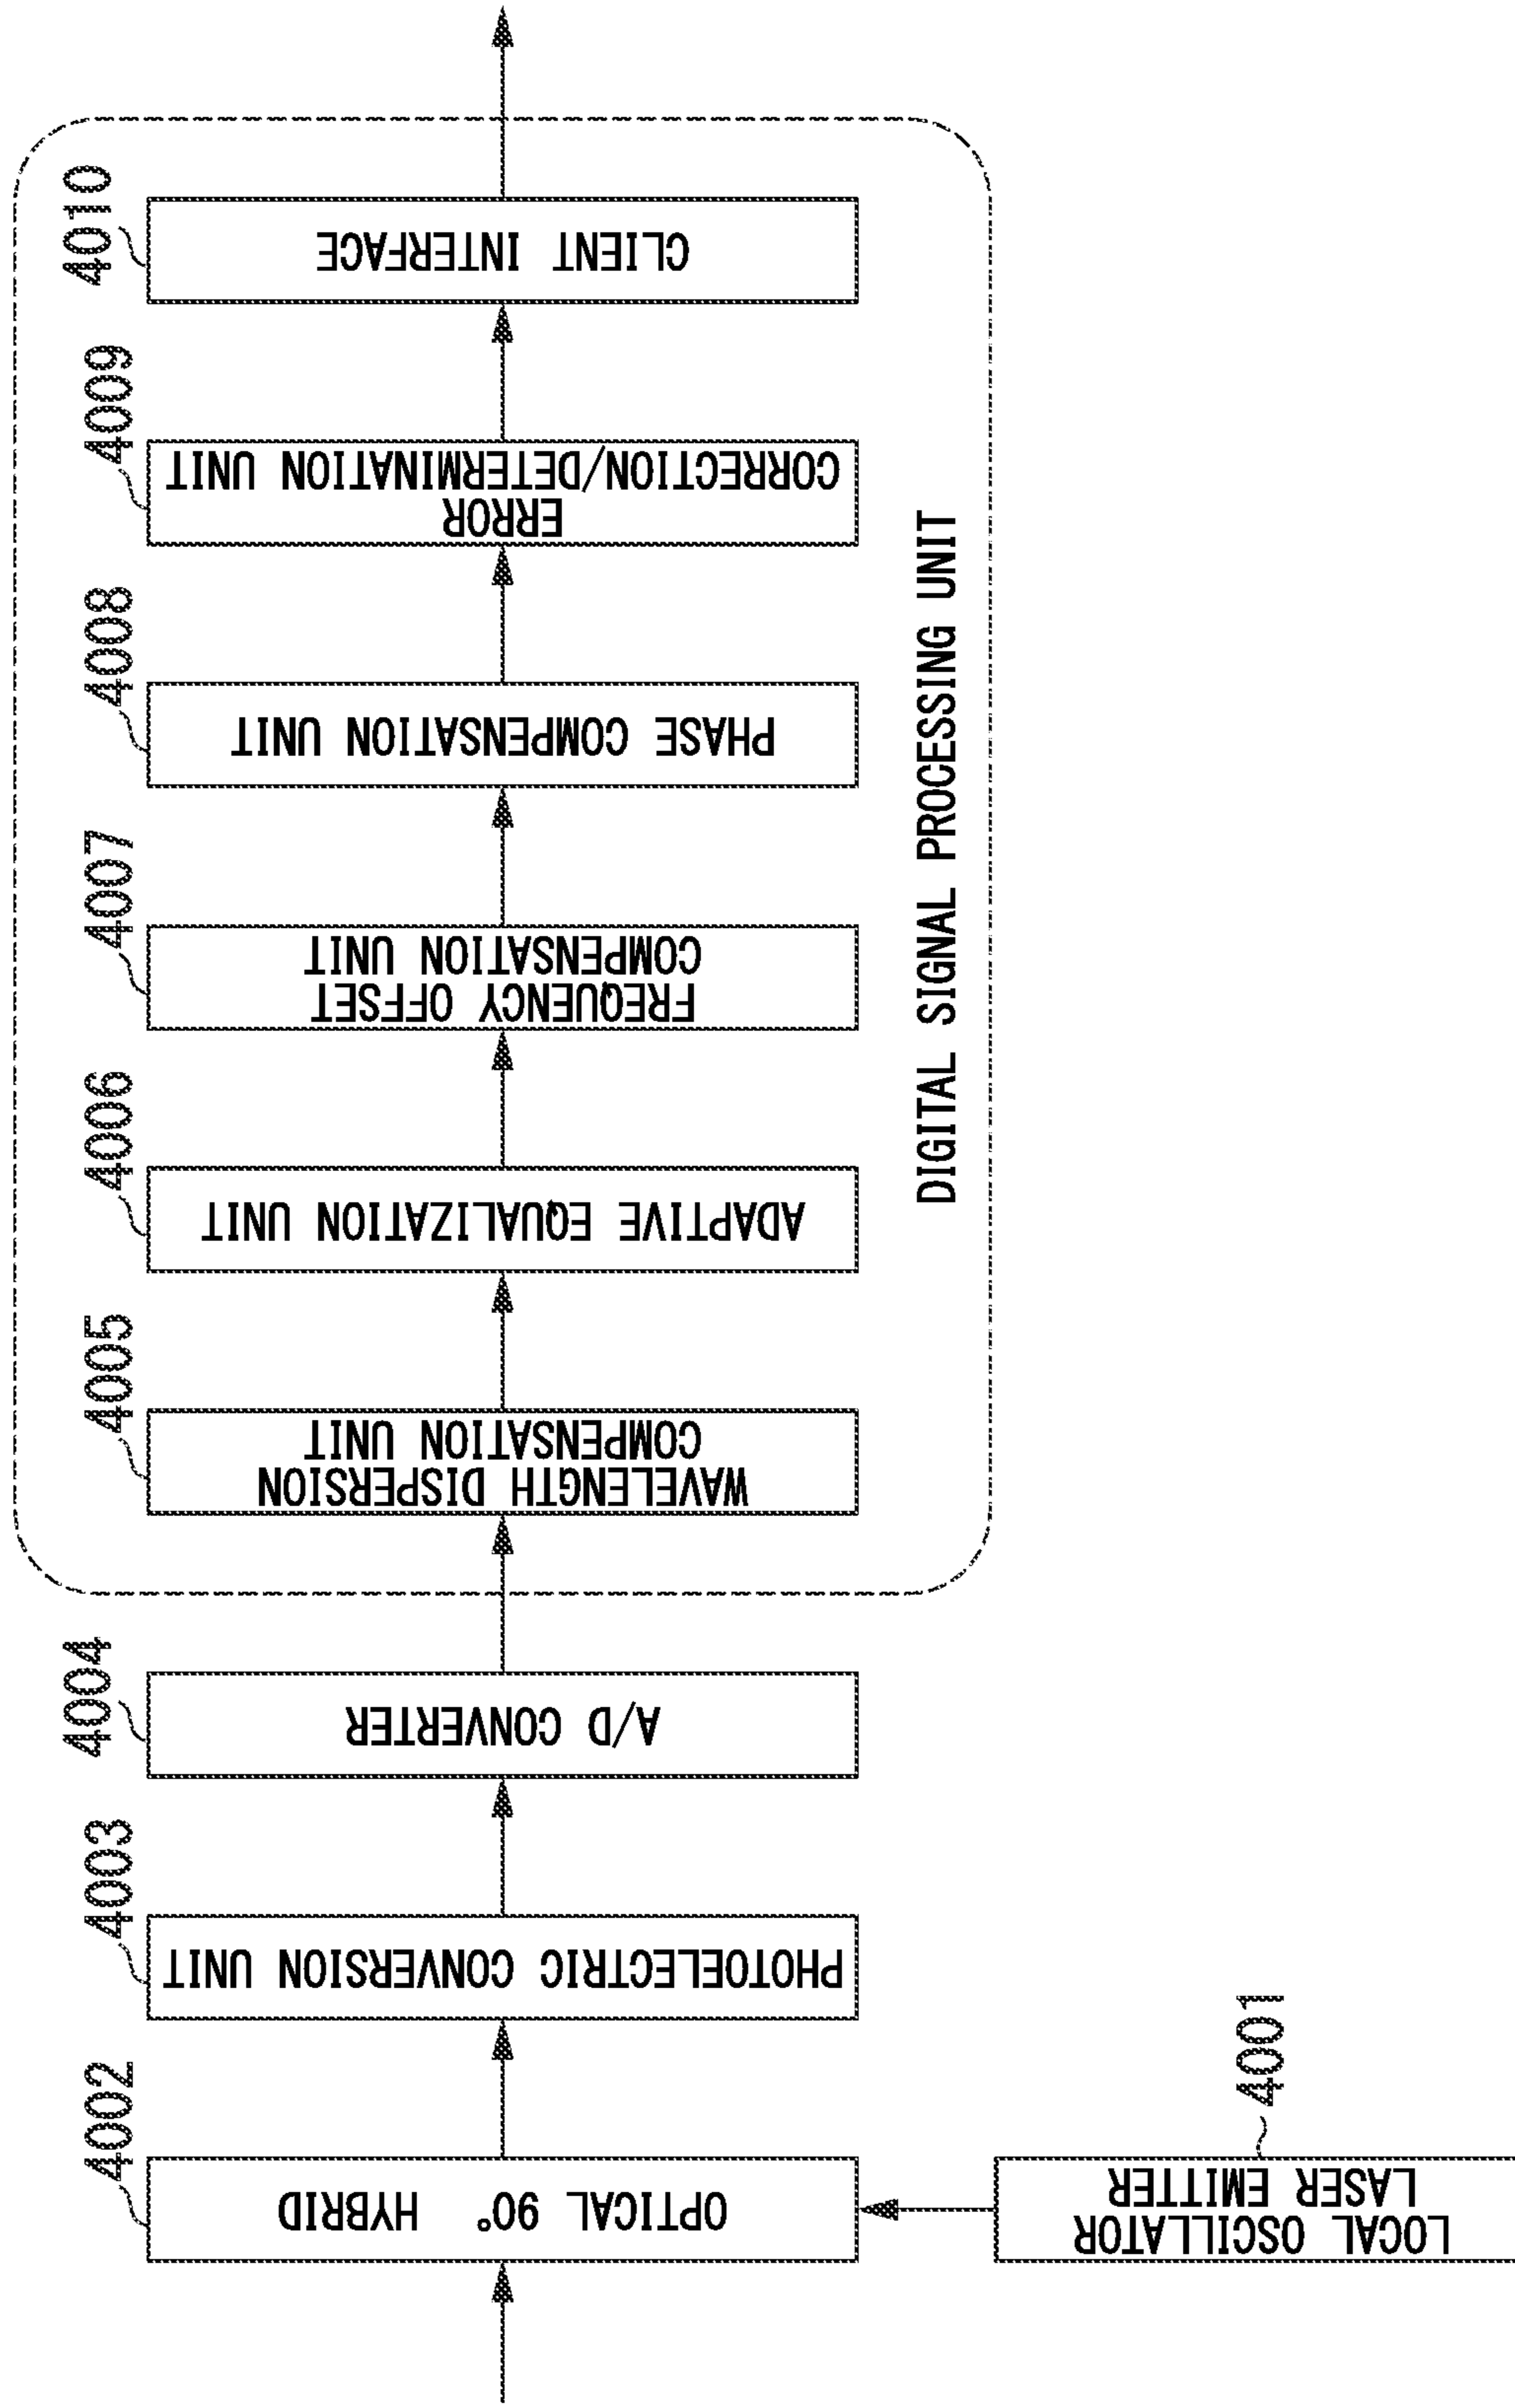 4002
OPTICAL 90° HYBRID
LOCAL OSCILLATOR
LASER EMITTER
4001
4003
PHOTOELECTRIC CONVERSION UNIT
4004
A/D CONVERTER
4005
WAVELENGTH DISPERSION
COMPENSATION UNIT
4006
ADAPTIVE EQUALIZATION UNIT
4007
FREQUENCY OFFSET
COMPENSATION UNIT
4008
PHASE COMPENSATION UNIT
4009
ERROR
CORRECTION/DETERMINATION UNIT
4010
CLIENT INTERFACE
DIGITAL SIGNAL PROCESSING UNIT